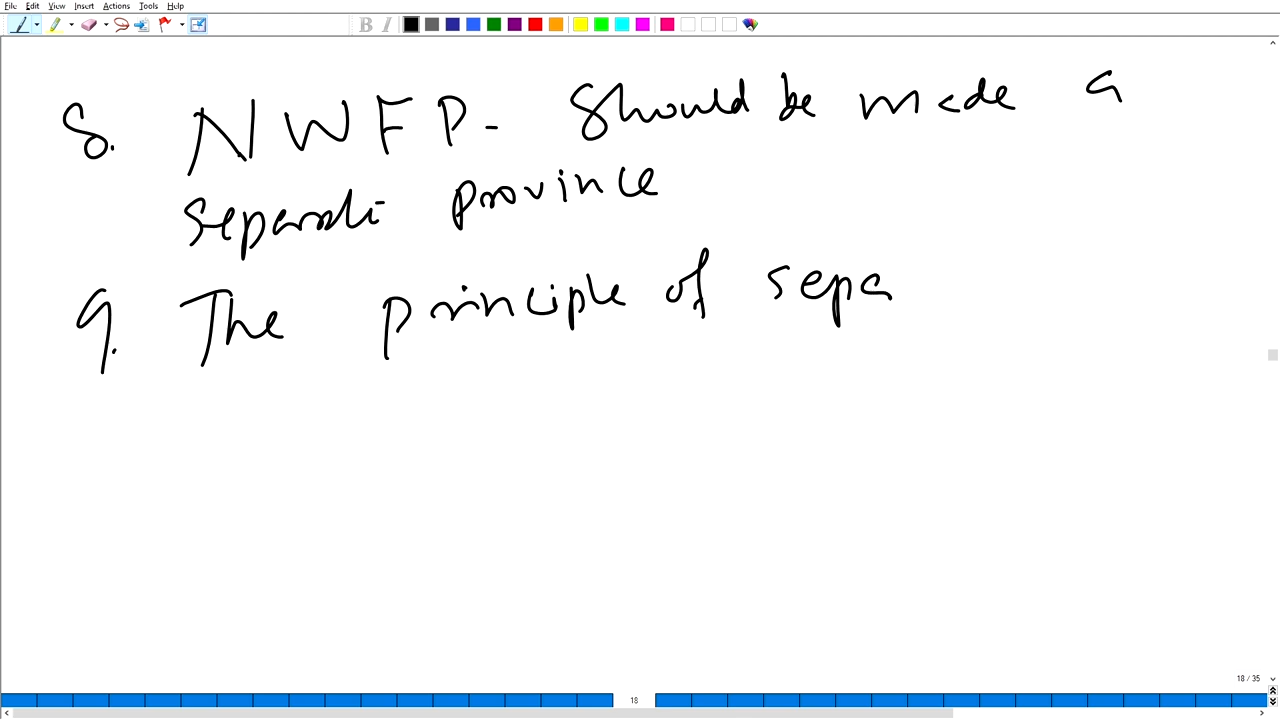 File Edit View Insert Actions Tools Help
B I
8. NWFP- Should be made a
separate province
9. The principle of sepa
18 / 35
18